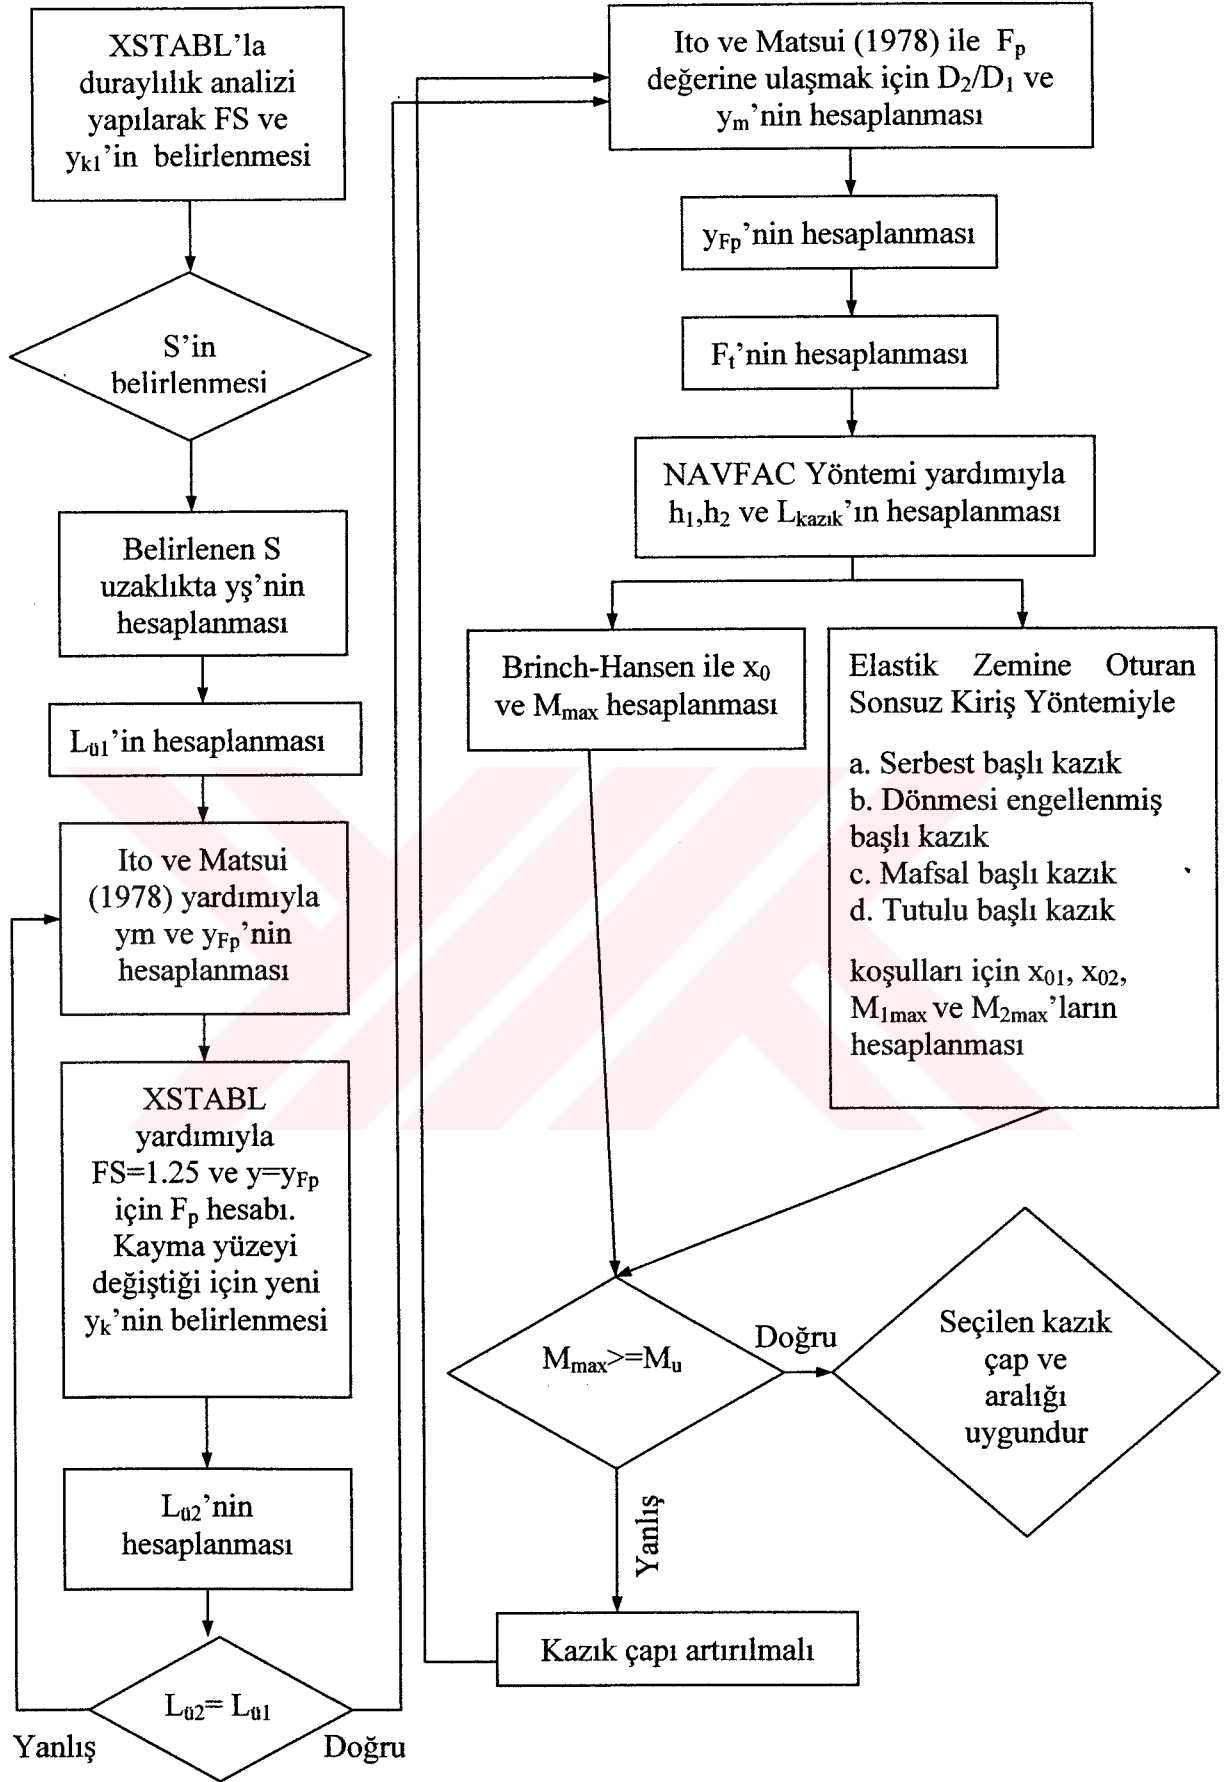 XSTABL’la
duraylılık analizi
yapılarak FS ve
yk1’in belirlenmesi
S’in
belirlenmesi
Belirlenen S
uzaklıkta yş’nin
hesaplanması
Lü1’in hesaplanması
Ito ve Matsui
(1978) yardımıyla
ym ve yFp’nin
hesaplanması
XSTABL
yardımıyla
FS=1.25 ve y=yFp
için Fp hesabı.
Kayma yüzeyi
değiştiği için yeni
yk’nin belirlenmesi
Lü2’nin
hesaplanması
Lü2= Lü1
Yanlış
Doğru
Ito ve Matsui (1978) ile Fp
değerine ulaşmak için D2/D1 ve
ym’nin hesaplanması
yFp’nin hesaplanması
Ft’nin hesaplanması
NAVFAC Yöntemi yardımıyla
h1,h2 ve Lkazık’ın hesaplanması
Brinch-Hansen ile x0
ve Mmax hesaplanması
Elastik Zemine Oturan
Sonsuz Kiriş Yöntemiyle
a. Serbest başlı kazık
b. Dönmesi engellenmiş
başlı kazık
c. Mafsal başlı kazık
d. Tutulu başlı kazık
koşulları için x01, x02,
M1max ve M2max’ların
hesaplanması
Mmax>=Mu
Doğru
Seçilen kazık
çap ve
aralığı
uygundur
Yanlış
Kazık çapı artırılmalı